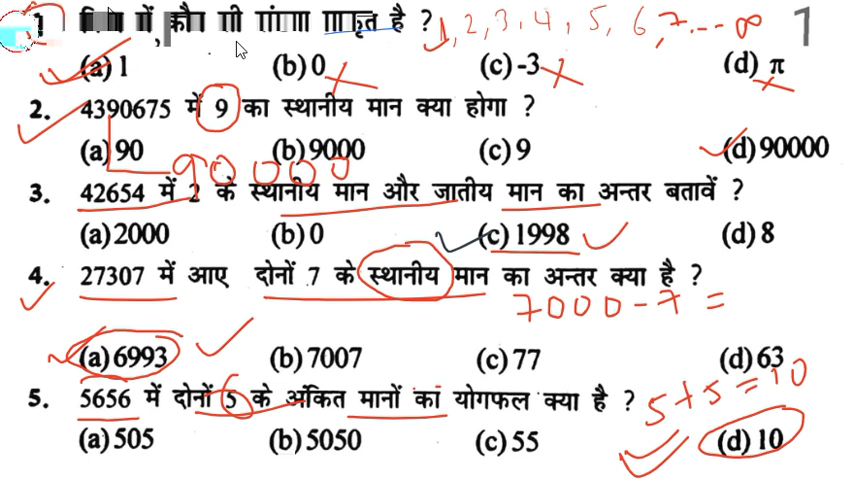 1 में, कौन सी है ? 1, 2, 3, 4, 5, 6, 7, --- ∞ 1
(a) 1 (b) 0 (c) -3 (d) π
2. 4390675 में 9 का स्थानीय मान क्या होगा ?
(a) 90 (b) 9000 (c) 9 (d) 90000
90000
3. 42654 में 2 के स्थानीय मान और जातीय मान का अन्तर बतावें ?
(a) 2000 (b) 0 (c) 1998 (d) 8
4. 27307 में आए दोनों 7 के स्थानीय मान का अन्तर क्या है ?
7000 - 7 =
(a) 6993 (b) 7007 (c) 77 (d) 63
5. 5656 में दोनों 5 के अंकित मानों का योगफल क्या है ? 5 + 5 = 10
(a) 505 (b) 5050 (c) 55 (d) 10